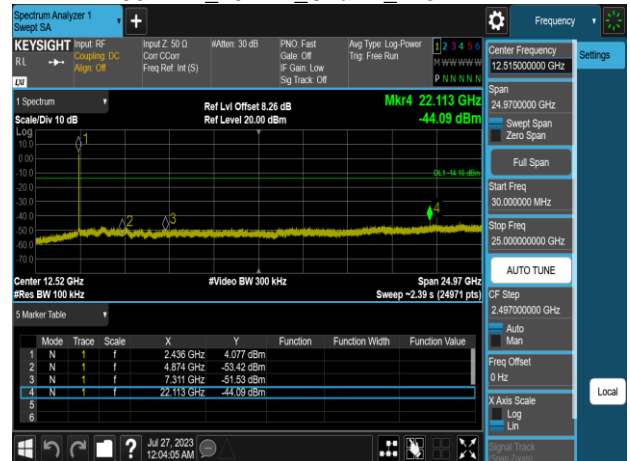 Spectrum Analyzer 1
Swept SA
Frequency
KEYSIGHT
Input: RF
Input Z: 50 Ω
#Atten: 30 dB
PNO: Fast
Avg Type: Log-Power
1 2 3 4 5 6
RL
Coupling: DC
Corr CCorr
Gate: Off
Trig: Free Run
M W W W W W
Align: Off
Freq Ref: Int (S)
IF Gain: Low
P N N N N N
Sig Track: Off
LXI
1 Spectrum
Ref Lvl Offset 8.26 dB
Mkr4 22.113 GHz
Scale/Div 10 dB
Ref Level 20.00 dBm
-44.09 dBm
Log
10.0
0.00
-10.0
-20.0
-30.0
-40.0
-50.0
-60.0
-70.0
1
2
3
4
Center 12.52 GHz
#Video BW 300 kHz
Span 24.97 GHz
#Res BW 100 kHz
Sweep ~2.39 s (24971 pts)
5 Marker Table
Mode Trace Scale X Y Function Function Width Function Value
1 N 1 f 2.436 GHz 4.077 dBm
2 N 1 f 4.874 GHz -53.42 dBm
3 N 1 f 7.311 GHz -51.53 dBm
4 N 1 f 22.113 GHz -44.09 dBm
5
6
?
Jul 27, 2023
12:04:05 AM
Center Frequency
12.515000000 GHz
Settings
Span
24.9700000 GHz
Swept Span
Zero Span
Full Span
Start Freq
30.000000 MHz
Stop Freq
25.000000000 GHz
AUTO TUNE
CF Step
2.497000000 GHz
Auto
Man
Freq Offset
0 Hz
X Axis Scale
Log
Lin
Local
Signal Track
(Span Zoom)